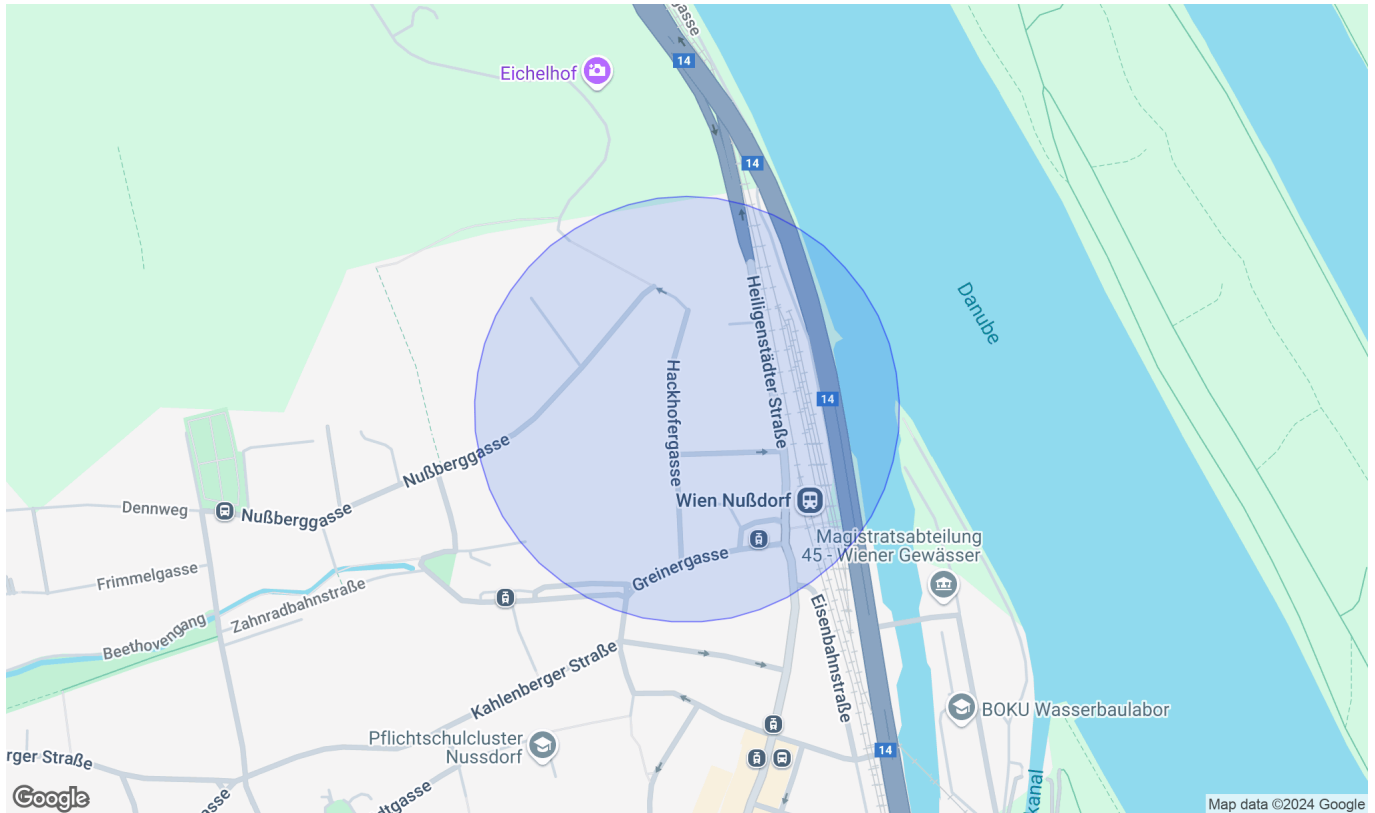 gasse
14
Eichelhof
14
Danube
Heiligenstädter Straße
Hackhofergasse
14
Nußberggasse
Wien Nußdorf
Dennweg
Nußberggasse
Magistratsabteilung
45 - Wiener Gewässer
Greinergasse
Frimmelgasse
Zahnradbahnstraße
Beethovengang
Eisenbahnstraße
Kahlenberger Straße
BOKU Wasserbaulabor
Pflichtschulcluster
Nussdorf
14
rger Straße
gasse
dtgasse
kanal
Google
Map data ©2024 Google